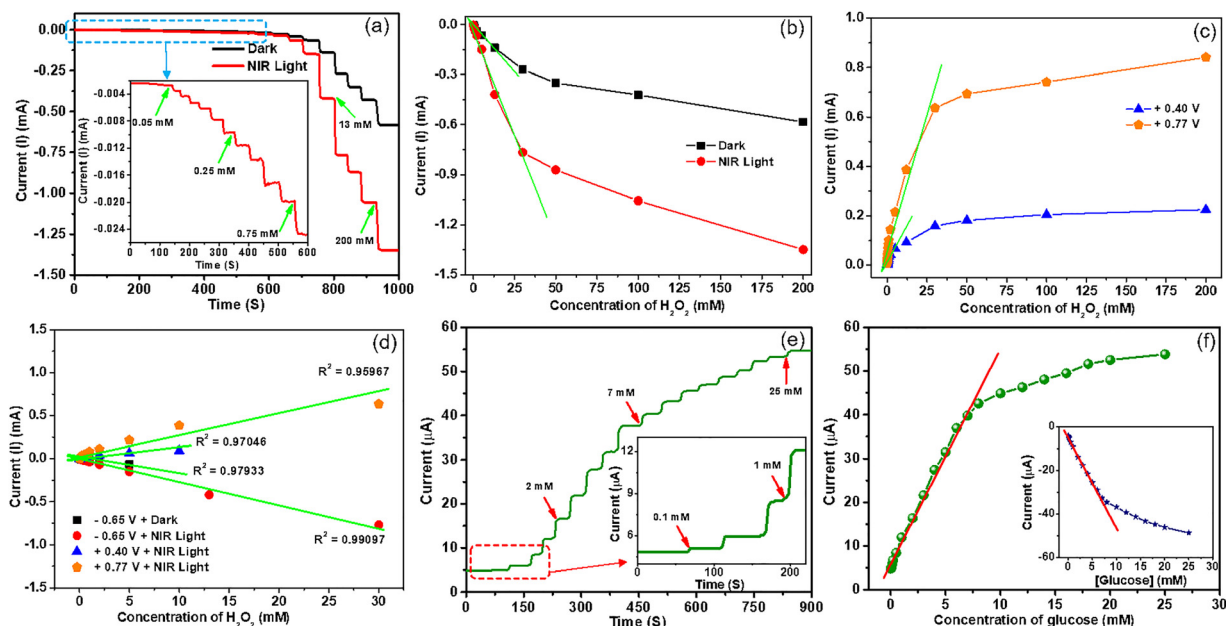 (a)
0.00
-0.25
-0.50
-0.75
-1.00
-1.25
-1.50
Current (I) (mA)
Dark
NIR Light
13 mM
200 mM
0 200 400 600 800 1000
Time (S)
-0.004
-0.008
-0.012
-0.016
-0.020
-0.024
Current (I) (mA)
0.05 mM
0.25 mM
0.75 mM
0 100 200 300 400 500 600
Time (S)
(b)
0.0
-0.3
-0.6
-0.9
-1.2
-1.5
Current (I) (mA)
Dark
NIR Light
0 25 50 75 100 125 150 175 200
Concentration of H₂O₂ (mM)
(c)
1.0
0.8
0.6
0.4
0.2
0.0
Current (I) (mA)
+ 0.40 V
+ 0.77 V
0 25 50 75 100 125 150 175 200
Concentration of H₂O₂ (mM)
(d)
1.5
1.0
0.5
0.0
-0.5
-1.0
-1.5
Current (I) (mA)
R² = 0.95967
R² = 0.97046
R² = 0.97933
R² = 0.99097
- 0.65 V + Dark
- 0.65 V + NIR Light
+ 0.40 V + NIR Light
+ 0.77 V + NIR Light
0 5 10 15 20 25 30
Concentration of H₂O₂ (mM)
(e)
60
50
40
30
20
10
0
Current (µA)
2 mM
7 mM
25 mM
0 150 300 450 600 750 900
Time (S)
12
9
6
3
0
Current (µA)
0.1 mM
1 mM
0 100 200
Time (S)
(f)
60
50
40
30
20
10
0
Current (µA)
0 5 10 15 20 25 30
Concentration of glucose (mM)
0
-20
-40
-60
Current (µA)
0 5 10 15 20 25 30
[Glucose] (mM)